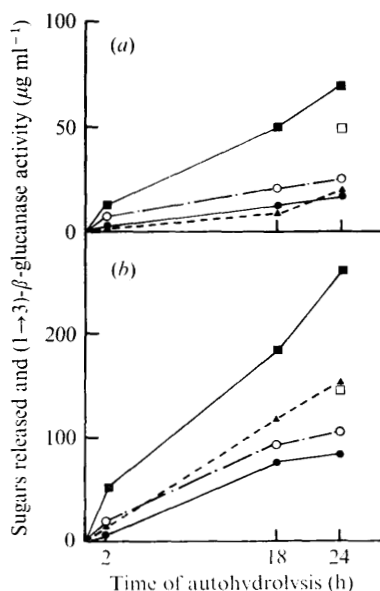 Sugars released and (1→3)-β-glucanase activity (μg ml⁻¹)
100
(a)
50
0
(b)
200
100
0
2
18
24
Time of autohydrolysis (h)